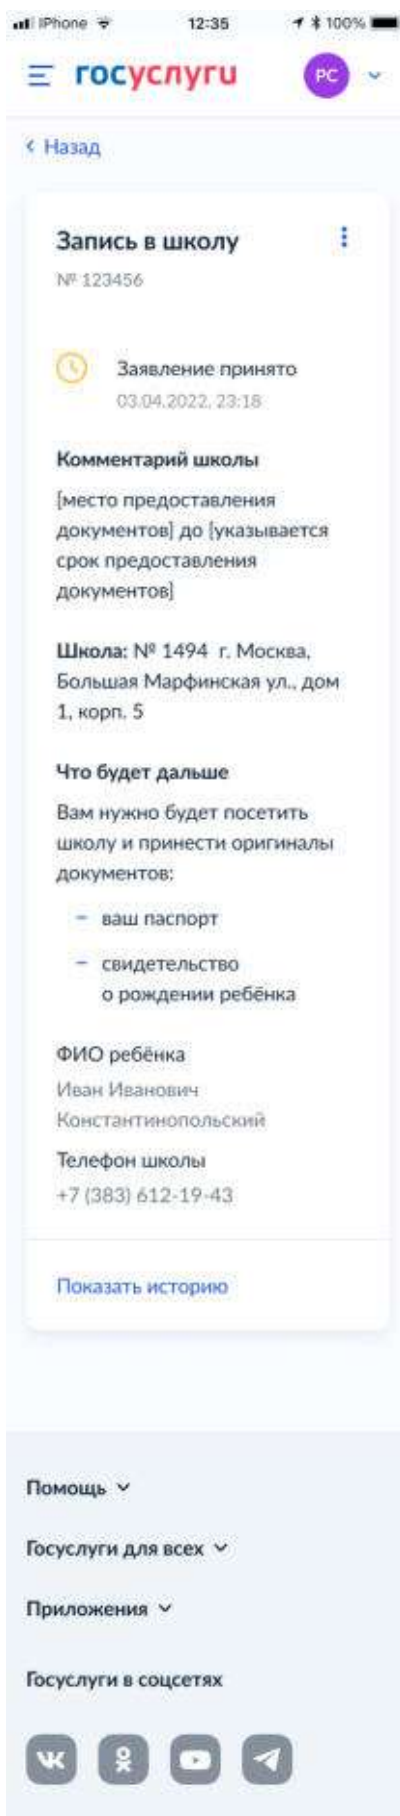 IPhone 12:35 100%
госуслуги РС
Назад
Запись в школу
№ 123456
Заявление принято
03.04.2022, 23:18
Комментарий школы
[место предоставления
документов] до [указывается
срок предоставления
документов]
Школа: № 1494 г. Москва,
Большая Марфинская ул., дом
1, корп. 5
Что будет дальше
Вам нужно будет посетить
школу и принести оригиналы
документов:
– ваш паспорт
– свидетельство
о рождении ребёнка
ФИО ребёнка
Иван Иванович
Константинопольский
Телефон школы
+7 (383) 612-19-43
Показать историю
Помощь
Госуслуги для всех
Приложения
Госуслуги в соцсетях